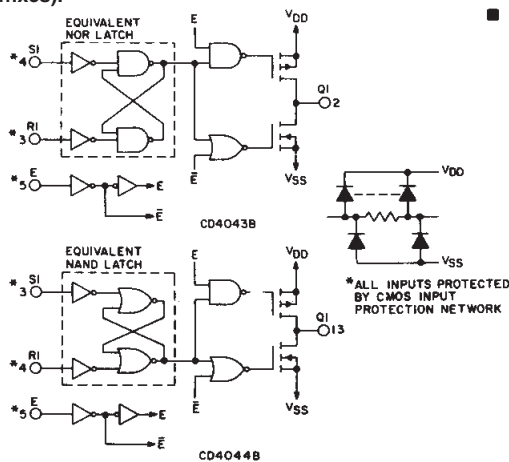 mixes).
EQUIVALENT
NOR LATCH
E
VDD
*4 S1
Q1
2
*3 R1
*5 E
E
E̅
E̅
VSS
CD4043B
VDD
VSS
*ALL INPUTS PROTECTED
BY CMOS INPUT
PROTECTION NETWORK
EQUIVALENT
NAND LATCH
E
VDD
*3 S1
Q1
13
*4 R1
*5 E
E
E̅
E̅
VSS
CD4044B